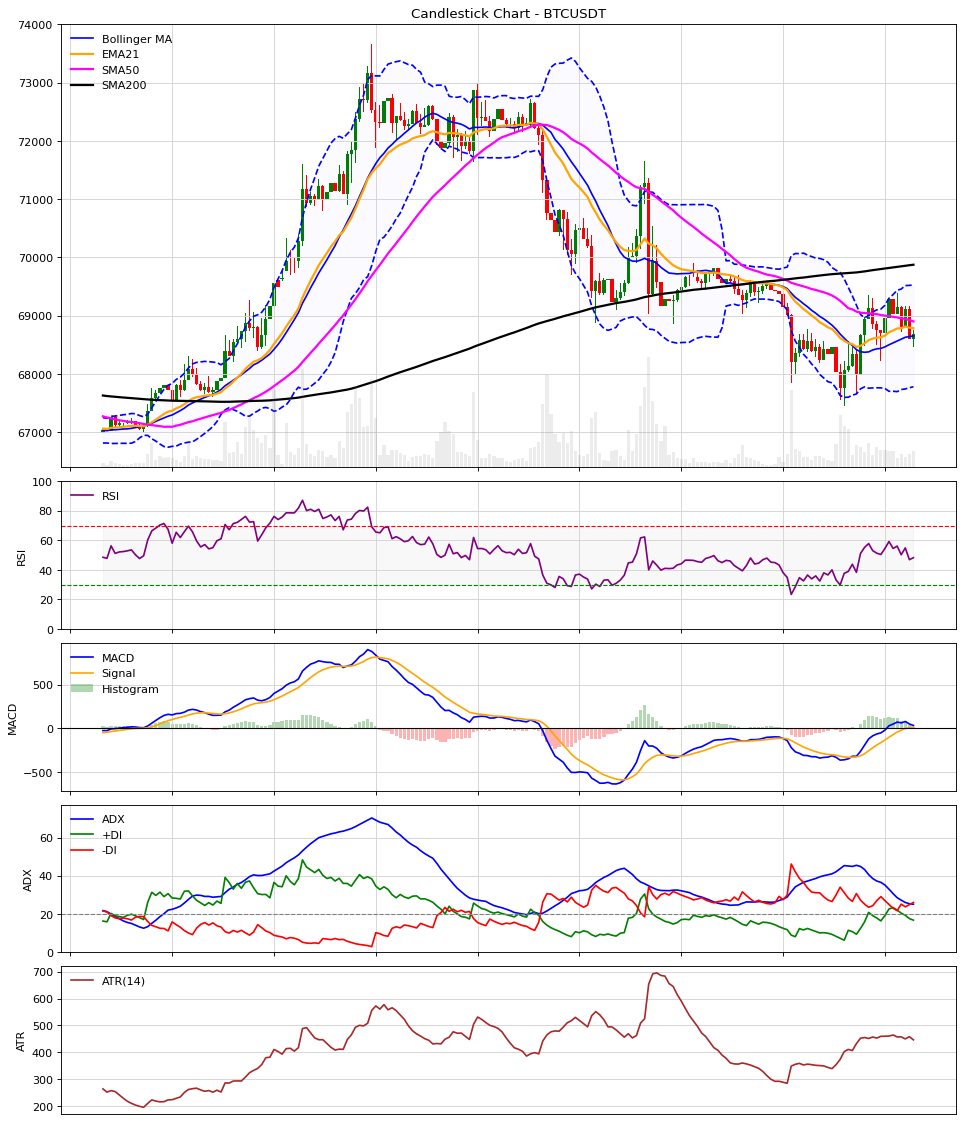 Candlestick Chart - BTCUSDT
74000
73000
72000
71000
70000
69000
68000
67000
Bollinger MA
EMA21
SMA50
SMA200
100
80
60
40
20
0
RSI
RSI
500
0
−500
MACD
MACD
Signal
Histogram
60
40
20
0
ADX
ADX
+DI
-DI
700
600
500
400
300
200
ATR
ATR(14)